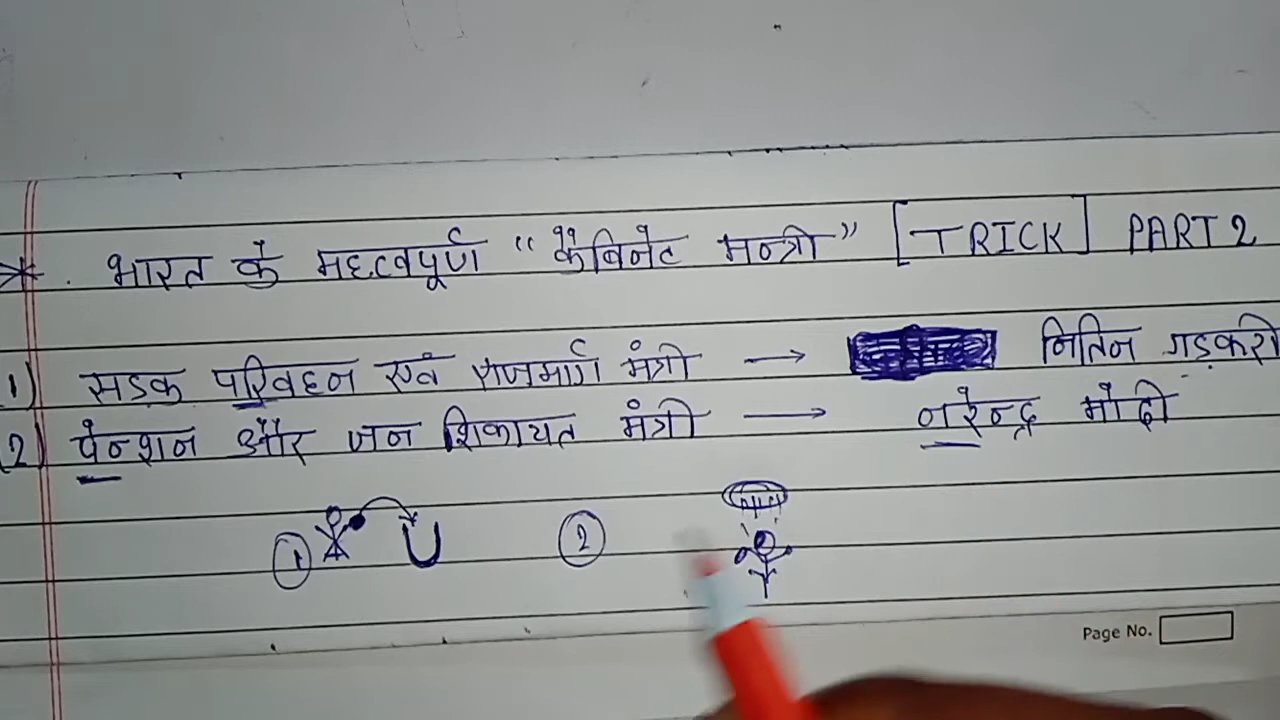 * . भारत के महत्वपूर्ण “कैबिनेट मन्त्री” [TRICK] PART 2
1) सड़क परिवहन एवं राजमार्ग मंत्री → नितिन गड़करी
(2) पेन्शन और जन शिकायत मंत्री → नरेन्द्र मोदी
1 2
Page No.